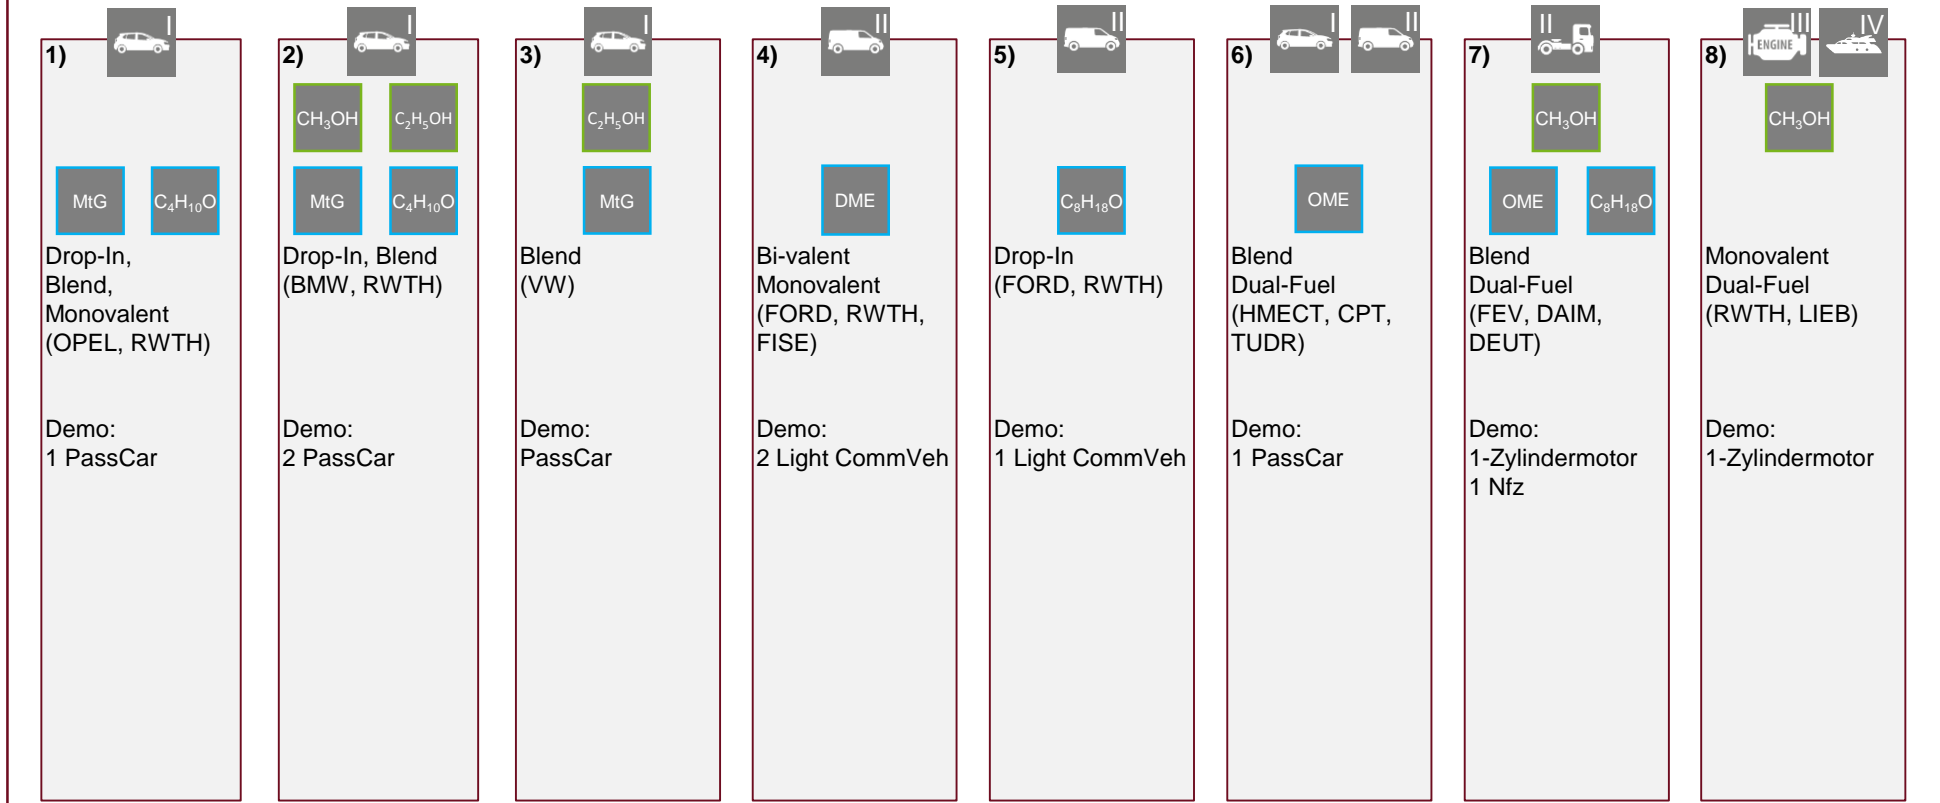 1)
I
MtG
C₄H₁₀O
Drop-In,
Blend,
Monovalent
(OPEL, RWTH)
Demo:
1 PassCar
2)
I
CH₃OH
C₂H₅OH
MtG
C₄H₁₀O
Drop-In, Blend
(BMW, RWTH)
Demo:
2 PassCar
3)
I
C₂H₅OH
MtG
Blend
(VW)
Demo:
PassCar
4)
II
DME
Bi-valent
Monovalent
(FORD, RWTH,
FISE)
Demo:
2 Light CommVeh
5)
II
C₈H₁₈O
Drop-In
(FORD, RWTH)
Demo:
1 Light CommVeh
6)
I
II
OME
Blend
Dual-Fuel
(HMECT, CPT,
TUDR)
Demo:
1 PassCar
7)
II
CH₃OH
OME
C₈H₁₈O
Blend
Dual-Fuel
(FEV, DAIM,
DEUT)
Demo:
1-Zylindermotor
1 Nfz
8)
III
ENGINE
IV
CH₃OH
Monovalent
Dual-Fuel
(RWTH, LIEB)
Demo:
1-Zylindermotor